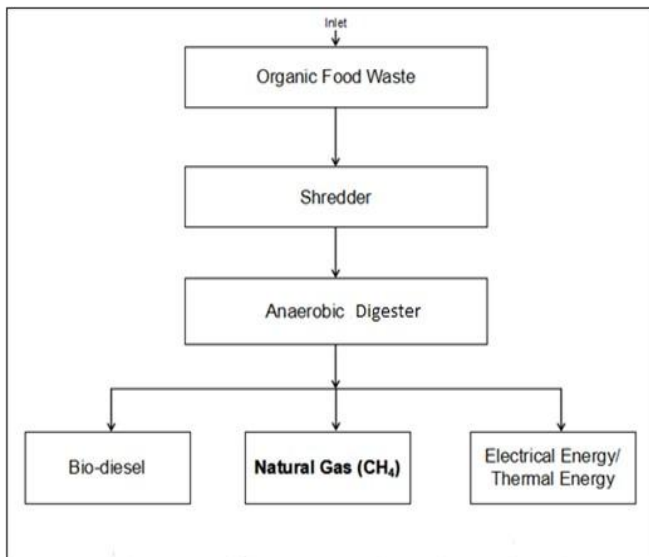 Inlet
Organic Food Waste
Shredder
Anaerobic Digester
Bio-diesel
Natural Gas (CH₄)
Electrical Energy/
Thermal Energy